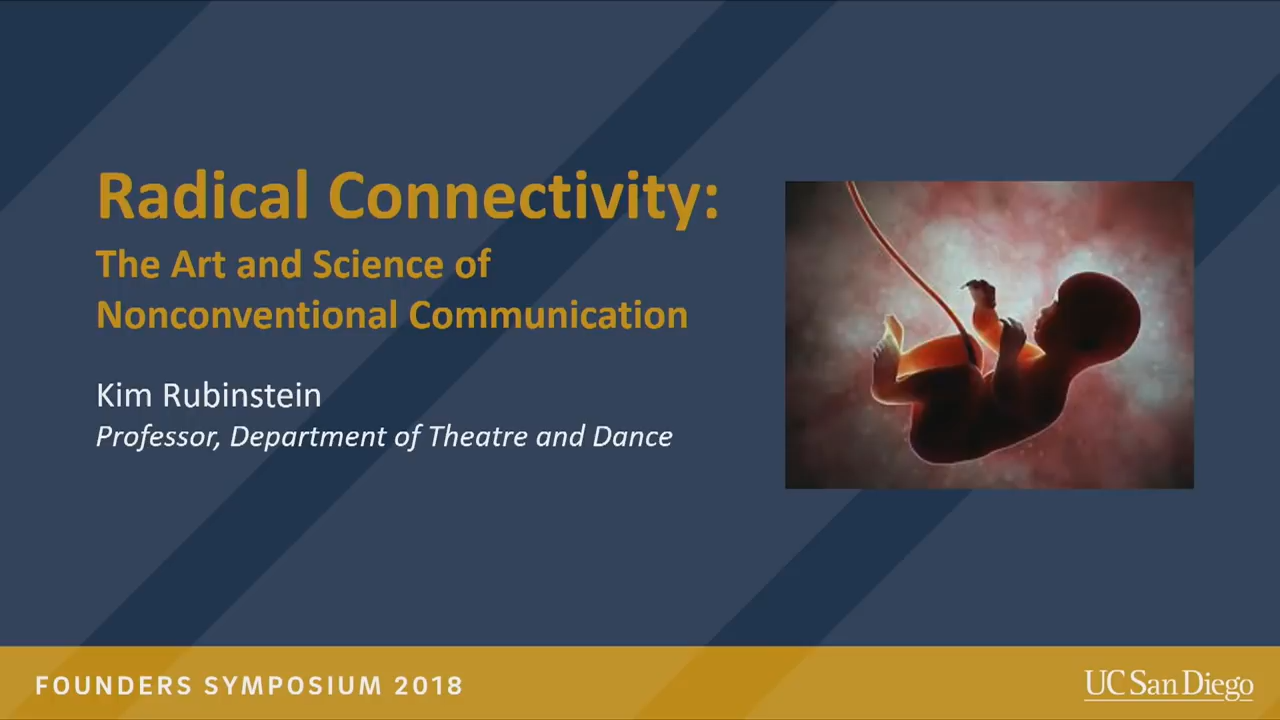 Radical Connectivity:
The Art and Science of
Nonconventional Communication
Kim Rubinstein
Professor, Department of Theatre and Dance
FOUNDERS SYMPOSIUM 2018
UC San Diego